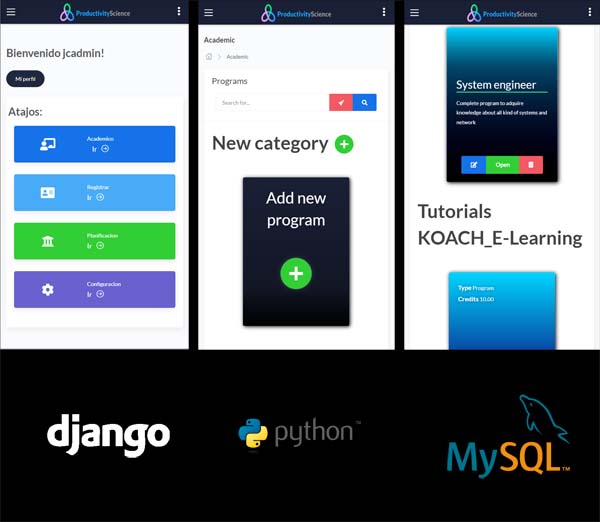 ProductivityScience
Bienvenido jcadmin!
Mi perfil
Atajos:
Academico
Ir
Registrar
Ir
Planificacion
Ir
Configuracion
Ir
ProductivityScience
Academic
Academic
Programs
Search for...
New category
Add new
program
ProductivityScience
System engineer
Complete program to adquire
knowledge about all kind of systems and
network
Open
Tutorials
KOACH_E-Learning
Type Program
Credits 10.00
django
python™
MySQL™